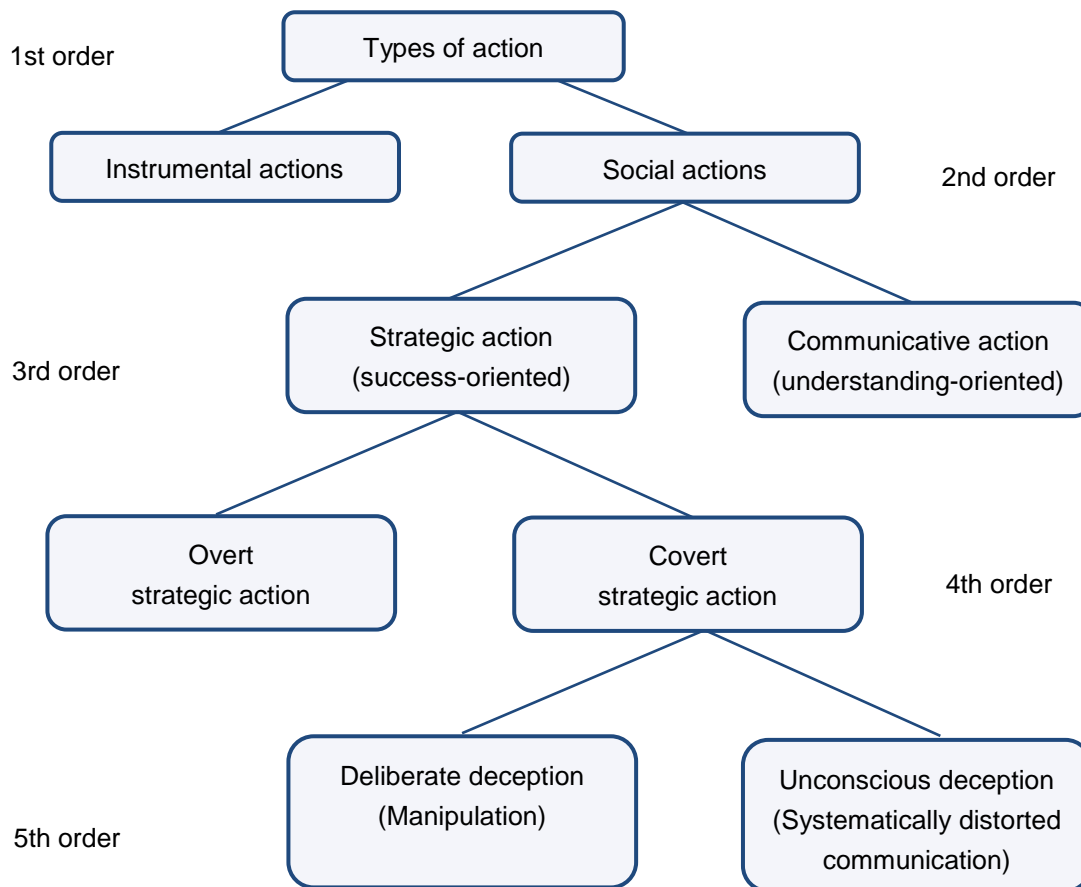 1st order
Types of action
Instrumental actions
Social actions
2nd order
3rd order
Strategic action
(success-oriented)
Communicative action
(understanding-oriented)
Overt
strategic action
Covert
strategic action
4th order
5th order
Deliberate deception
(Manipulation)
Unconscious deception
(Systematically distorted
communication)